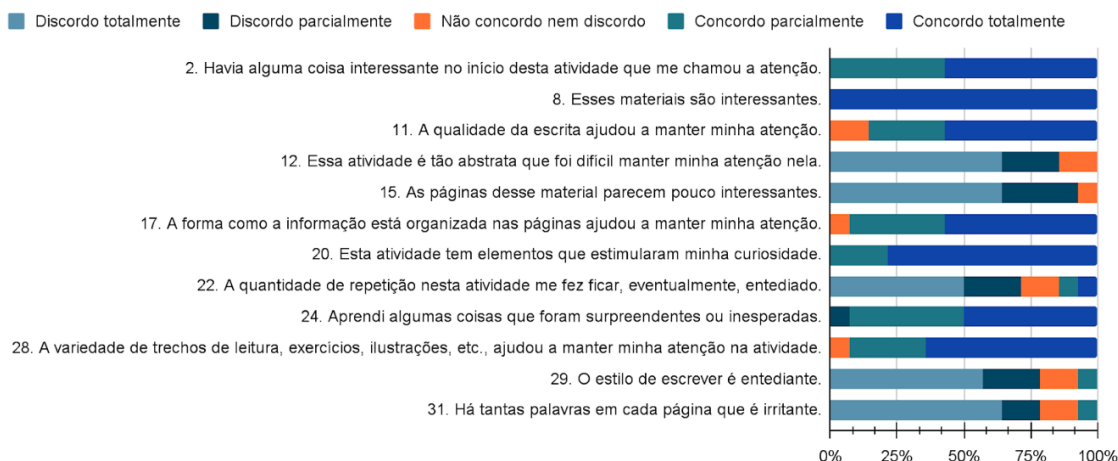 Discordo totalmente Discordo parcialmente Não concordo nem discordo Concordo parcialmente Concordo totalmente
2. Havia alguma coisa interessante no início desta atividade que me chamou a atenção.
8. Esses materiais são interessantes.
11. A qualidade da escrita ajudou a manter minha atenção.
12. Essa atividade é tão abstrata que foi difícil manter minha atenção nela.
15. As páginas desse material parecem pouco interessantes.
17. A forma como a informação está organizada nas páginas ajudou a manter minha atenção.
20. Esta atividade tem elementos que estimularam minha curiosidade.
22. A quantidade de repetição nesta atividade me fez ficar, eventualmente, entediado.
24. Aprendi algumas coisas que foram surpreendentes ou inesperadas.
28. A variedade de trechos de leitura, exercícios, ilustrações, etc., ajudou a manter minha atenção na atividade.
29. O estilo de escrever é entediante.
31. Há tantas palavras em cada página que é irritante.
0% 25% 50% 75% 100%